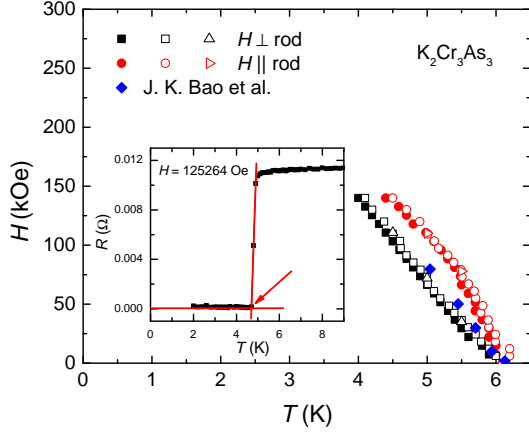 300
250
200
150
100
50
0
H (kOe)
H ⊥ rod
H || rod
J. K. Bao et al.
K₂Cr₃As₃
0.012
0.008
0.004
0.000
R (Ω)
H = 125264 Oe
0 2 4 6 8
T (K)
0 1 2 3 4 5 6
T (K)